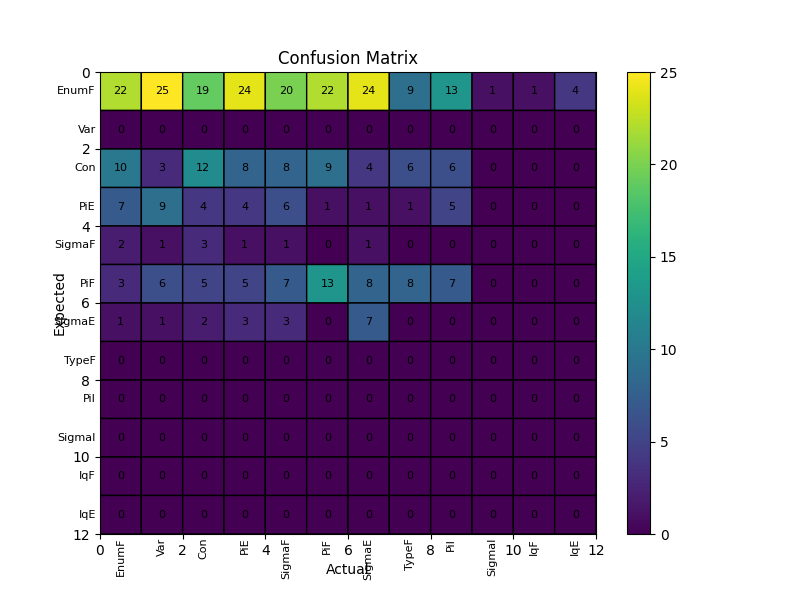 Confusion Matrix
0
EnumF 22 25 19 24 20 22 24 9 13 1 1 4
Var 0 0 0 0 0 0 0 0 0 0 0 0
2
Con 10 3 12 8 8 9 4 6 6 0 0 0
PiE 7 9 4 4 6 1 1 1 5 0 0 0
4
SigmaF 2 1 3 1 1 0 1 0 0 0 0 0
PiF 3 6 5 5 7 13 8 8 7 0 0 0
6
SigmaE 1 1 2 3 3 0 7 0 0 0 0 0
TypeF 0 0 0 0 0 0 0 0 0 0 0 0
8
PiI 0 0 0 0 0 0 0 0 0 0 0 0
SigmaI 0 0 0 0 0 0 0 0 0 0 0 0
10
IqF 0 0 0 0 0 0 0 0 0 0 0 0
IqE 0 0 0 0 0 0 0 0 0 0 0 0
12
Expected
0 2 4 6 8 10 12
EnumF Var Con PiE SigmaF PiF SigmaE TypeF PiI SigmaI IqF IqE
Actual
25
20
15
10
5
0